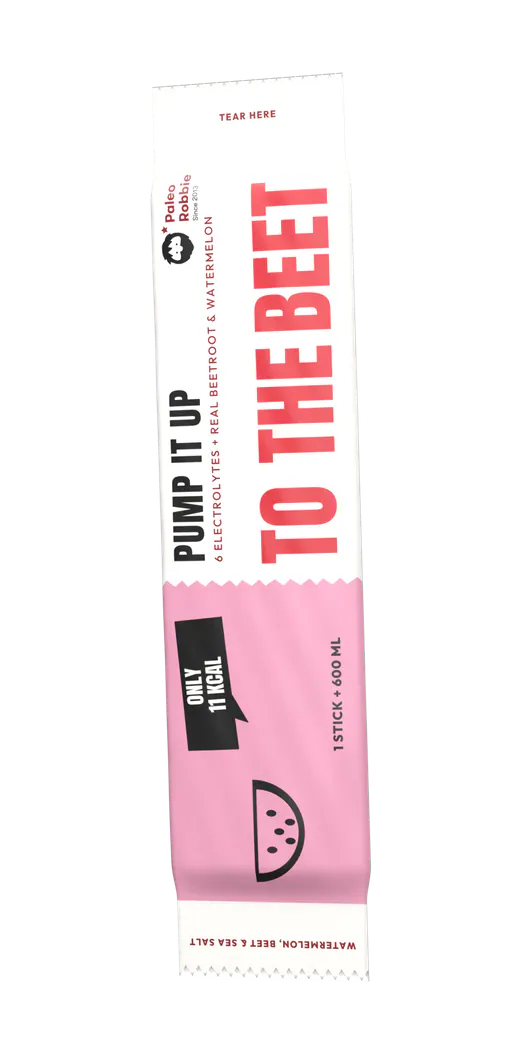 TEAR HERE
Paleo
Robbie
Since 2013
PUMP IT UP
6 ELECTROLYTES + REAL BEETROOT & WATERMELON
TO THE BEET
ONLY
11 KCAL
1 STICK + 600 ML
WATERMELON, BEET & SEA SALT